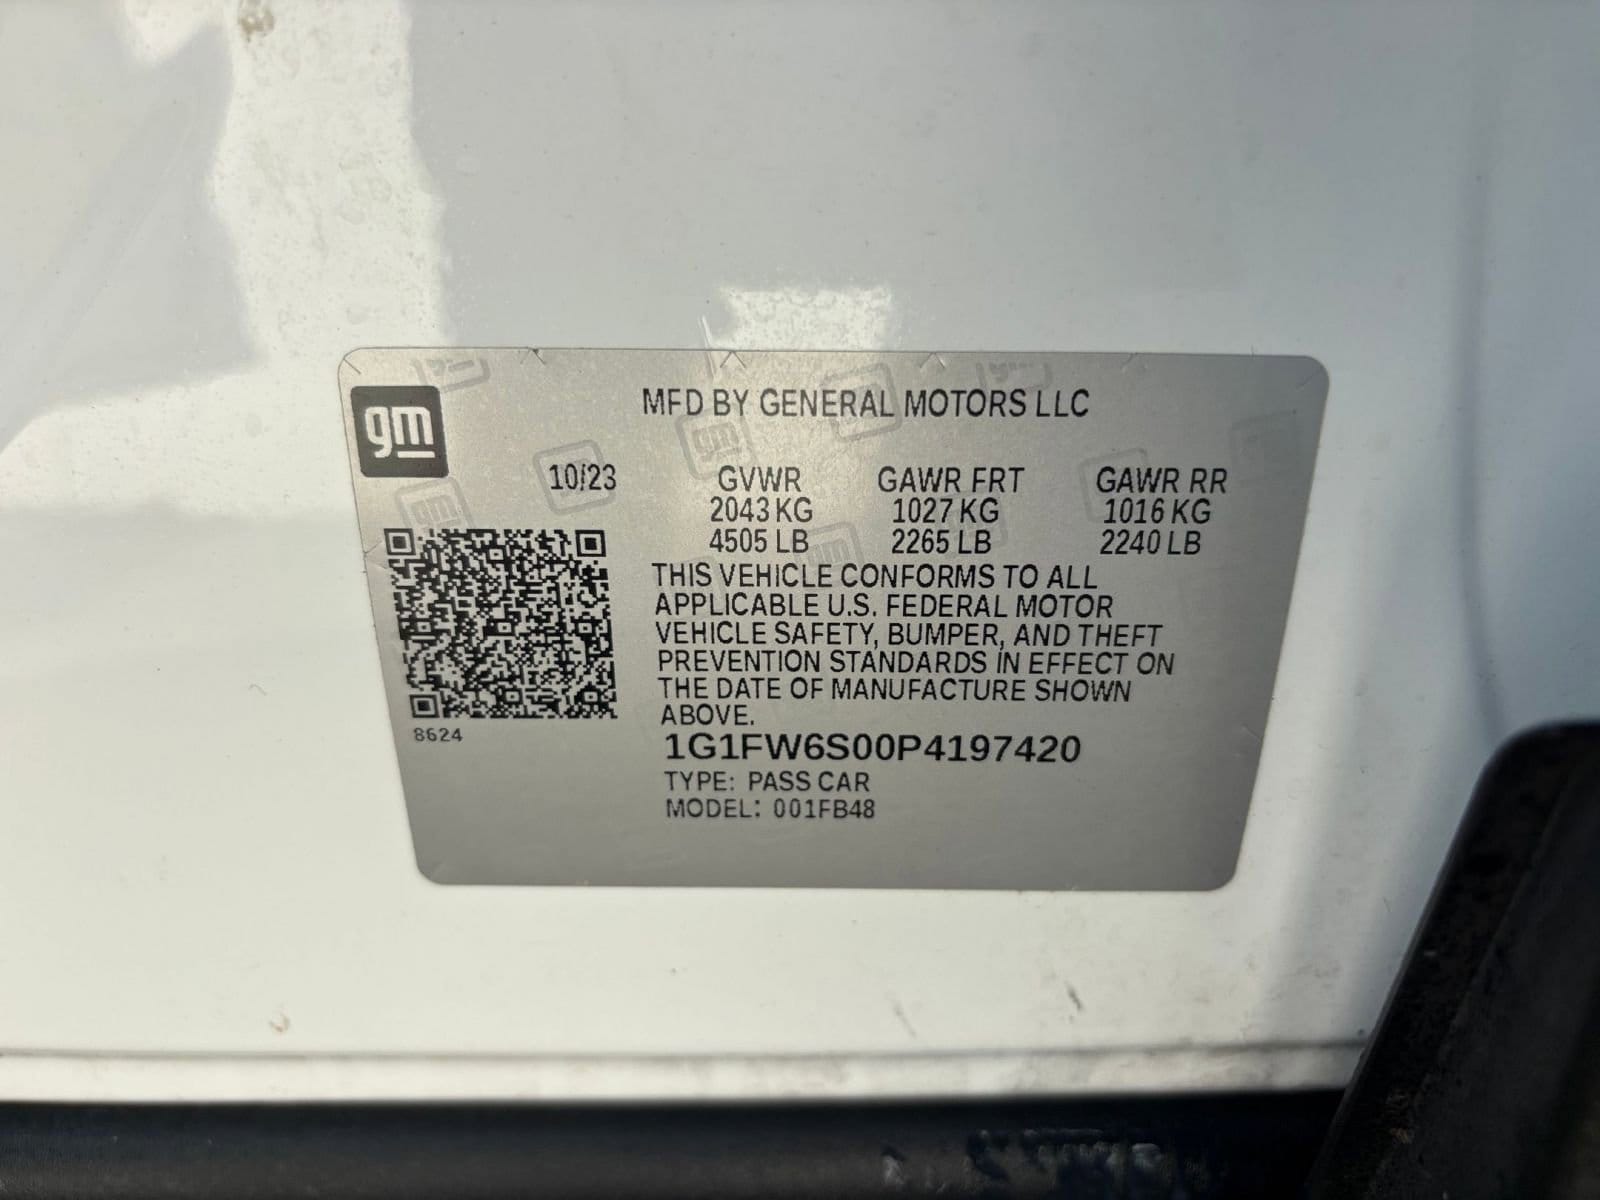 gm
MFD BY GENERAL MOTORS LLC
10/23 GVWR GAWR FRT GAWR RR
2043 KG 1027 KG 1016 KG
4505 LB 2265 LB 2240 LB
THIS VEHICLE CONFORMS TO ALL
APPLICABLE U.S. FEDERAL MOTOR
VEHICLE SAFETY, BUMPER, AND THEFT
PREVENTION STANDARDS IN EFFECT ON
THE DATE OF MANUFACTURE SHOWN
ABOVE.
8624
1G1FW6S00P4197420
TYPE: PASS CAR
MODEL: 001FB48